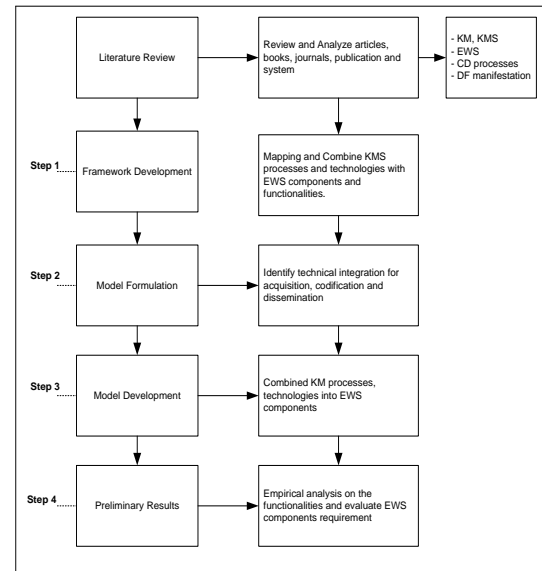 Literature Review
Review and Analyze articles,
books, journals, publication and
system
- KM, KMS
- EWS
- CD processes
- DF manifestation
Step 1
Framework Development
Mapping and Combine KMS
processes and technologies with
EWS components and
functionalities.
Step 2
Model Formulation
Identify technical integration for
acquisition, codification and
dissemination
Step 3
Model Development
Combined KM processes,
technologies into EWS
components
Step 4
Preliminary Results
Empirical analysis on the
functionalities and evaluate EWS
components requirement